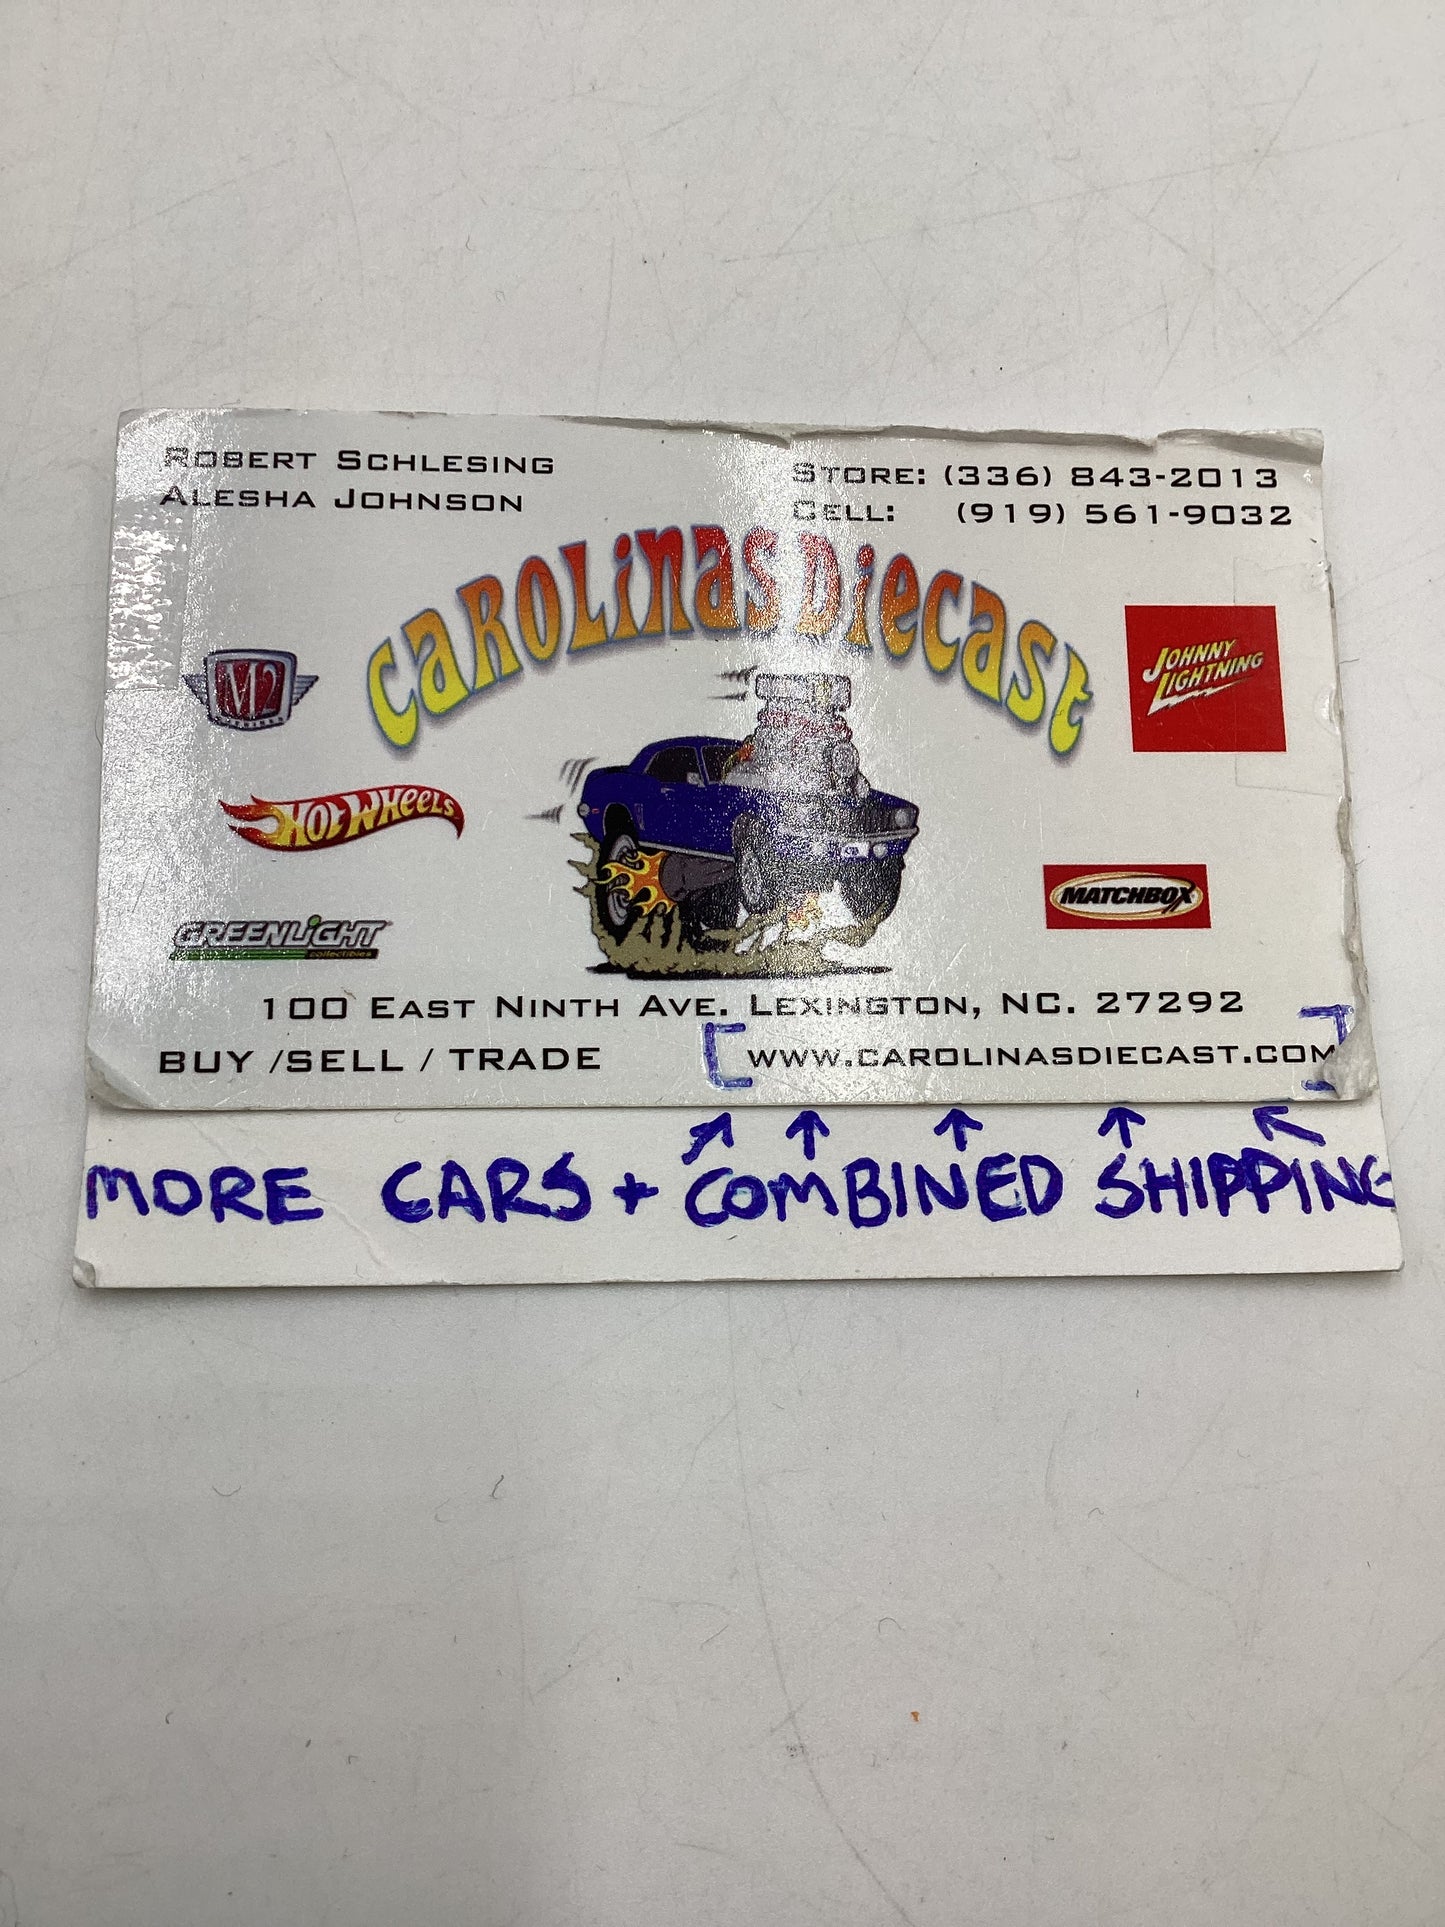 ROBERT SCHLESING
ALESHA JOHNSON
STORE: (336) 843-2013
CELL: (919) 561-9032
CAROLINAS DIECAST
M2
JOHNNY
LIGHTNING
HOT WHEELS
MATCHBOX
GREENLIGHT
collectibles
100 EAST NINTH AVE. LEXINGTON, NC. 27292
BUY /SELL / TRADE
WWW.CAROLINASDIECAST.COM
MORE CARS + COMBINED SHIPPING